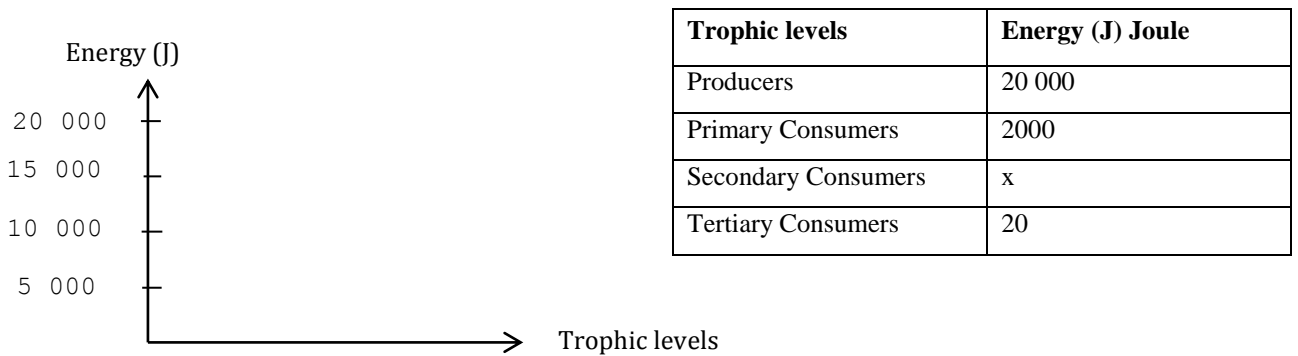 Energy (J)
20 000
15 000
10 000
5 000
Trophic levels
Trophic levels Energy (J) Joule
Producers 20 000
Primary Consumers 2000
Secondary Consumers x
Tertiary Consumers 20